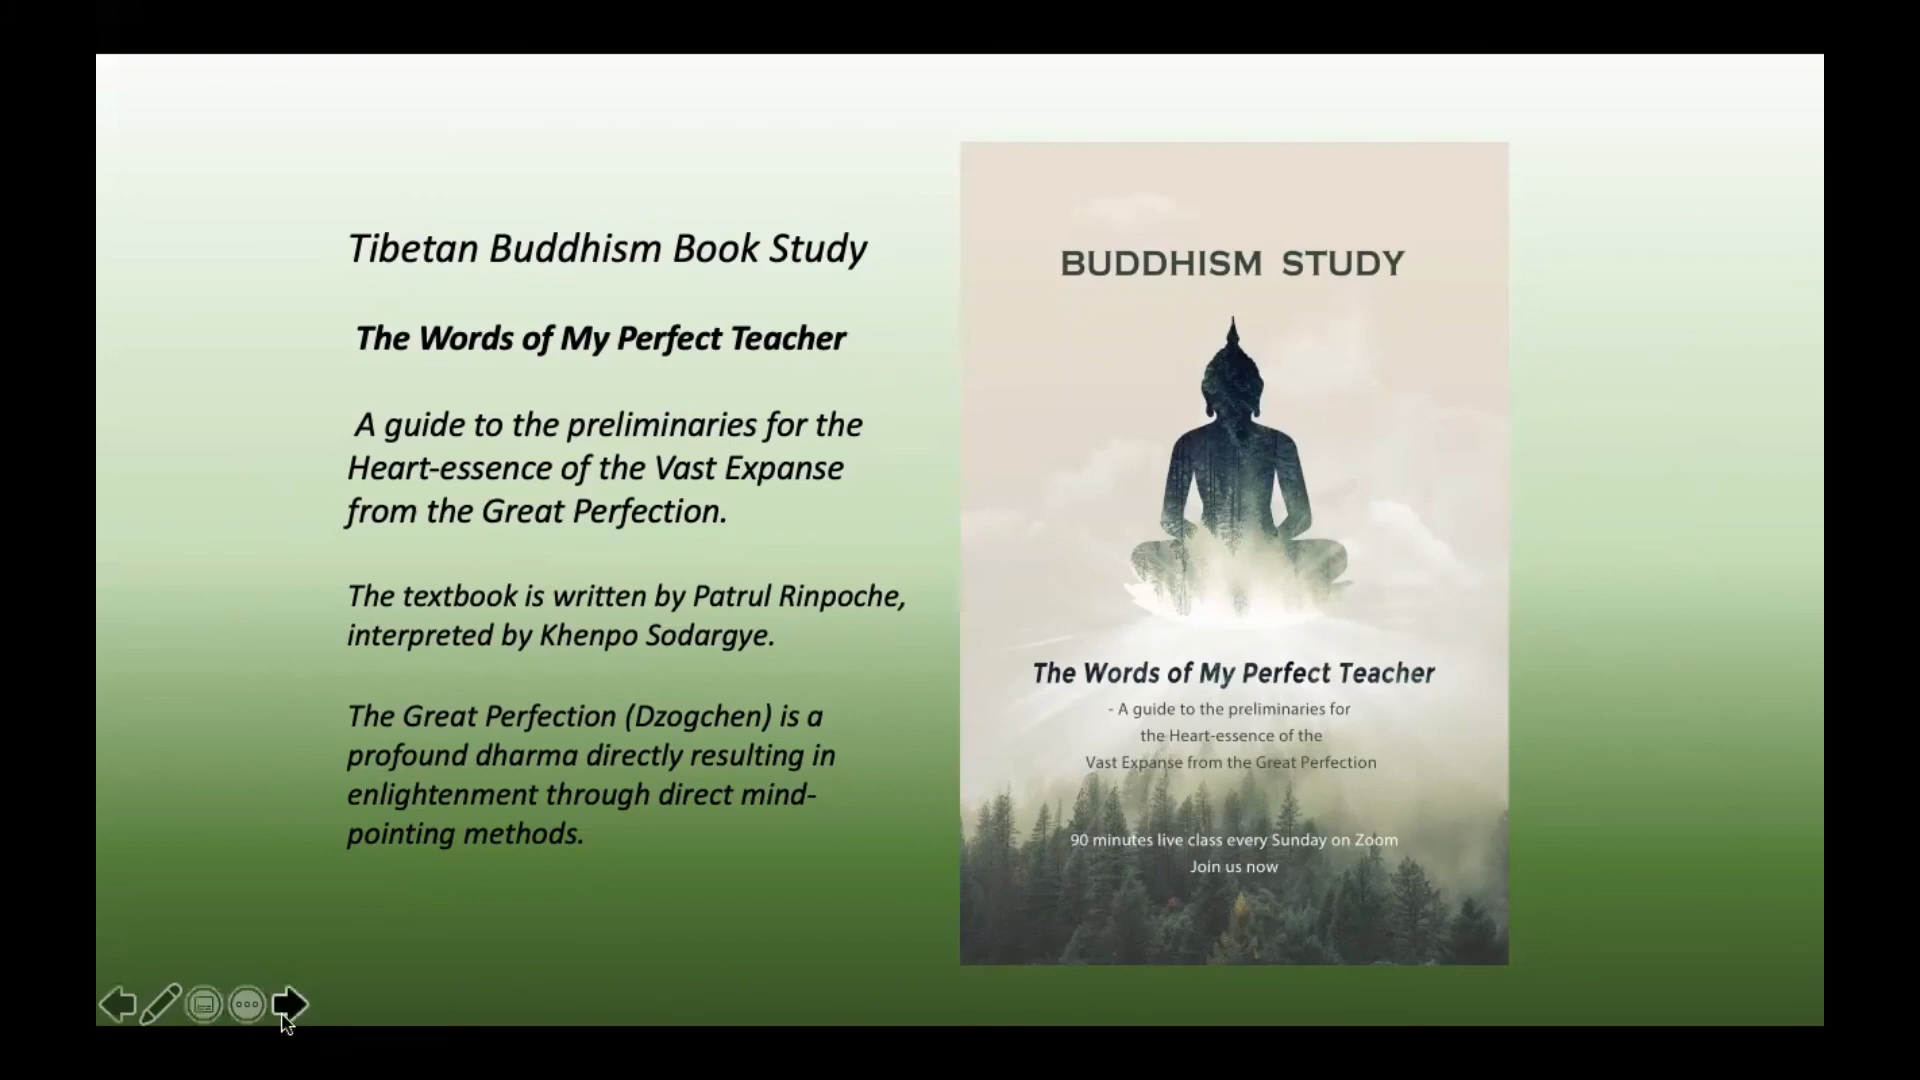 Tibetan Buddhism Book Study
The Words of My Perfect Teacher
A guide to the preliminaries for the
Heart-essence of the Vast Expanse
from the Great Perfection.
The textbook is written by Patrul Rinpoche,
interpreted by Khenpo Sodargye.
The Great Perfection (Dzogchen) is a
profound dharma directly resulting in
enlightenment through direct mind-
pointing methods.
BUDDHISM STUDY
The Words of My Perfect Teacher
- A guide to the preliminaries for
the Heart-essence of the
Vast Expanse from the Great Perfection
90 minutes live class every Sunday on Zoom
Join us now